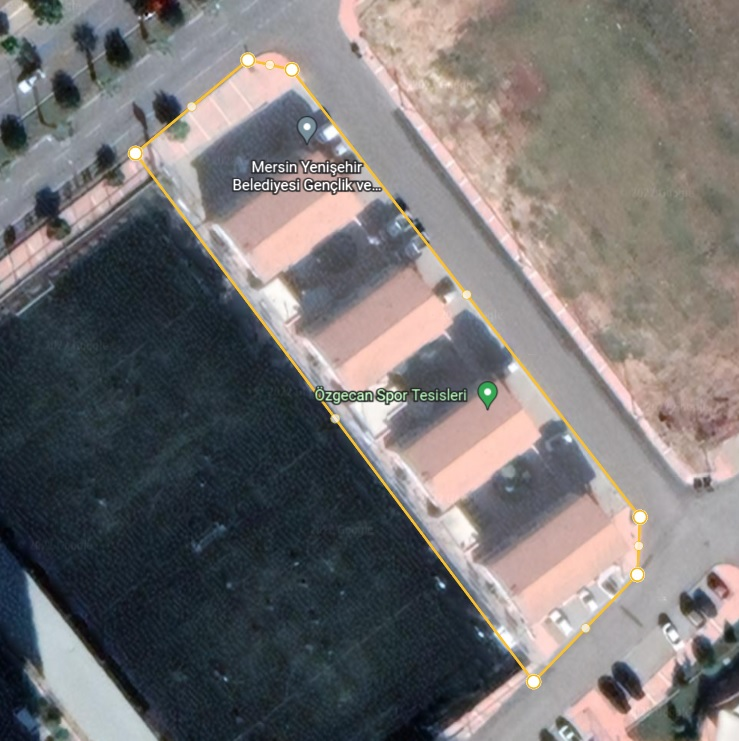 Mersin Yenişehir
Belediyesi Gençlik ve...
Özgecan Spor Tesisleri